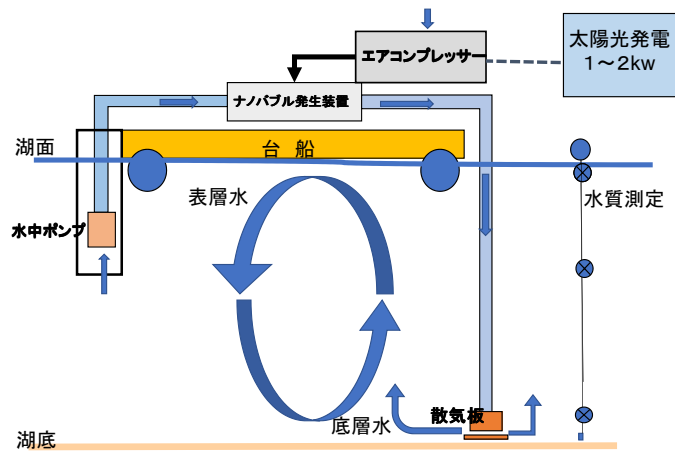 エアコンプレッサー
太陽光発電
1～2kw
ナノバブル発生装置
台 船
湖面
表層水
水質測定
水中ポンプ
散気板
底層水
湖底